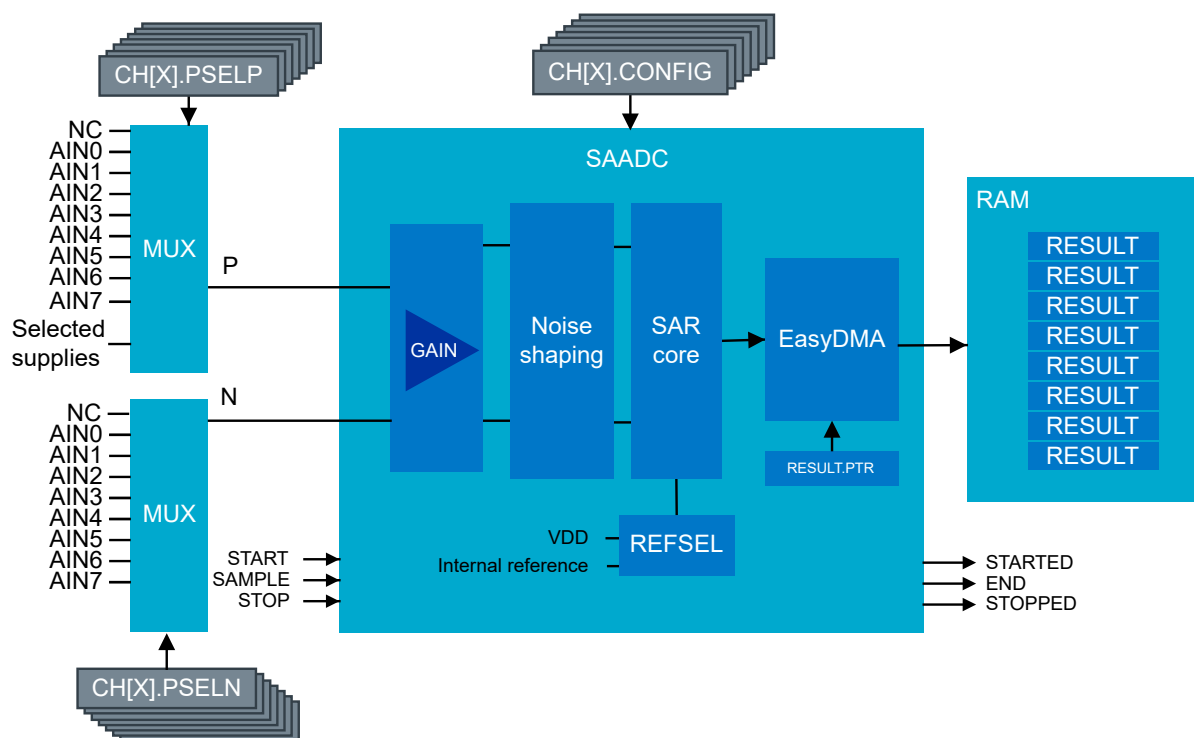 CH[X].PSELP
CH[X].CONFIG
NC
AIN0
AIN1
AIN2
AIN3
AIN4
AIN5
AIN6
AIN7
Selected
supplies
MUX
P
NC
AIN0
AIN1
AIN2
AIN3
AIN4
AIN5
AIN6
AIN7
MUX
N
CH[X].PSELN
SAADC
GAIN
Noise
shaping
SAR
core
EasyDMA
RESULT.PTR
VDD
Internal reference
REFSEL
START
SAMPLE
STOP
STARTED
END
STOPPED
RAM
RESULT
RESULT
RESULT
RESULT
RESULT
RESULT
RESULT
RESULT